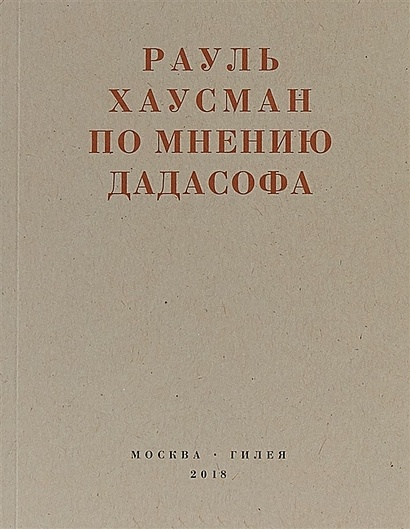 РАУЛЬ
ХАУСМАН
ПО МНЕНИЮ
ДАДАСОФА
МОСКВА · ГИЛЕЯ
2018